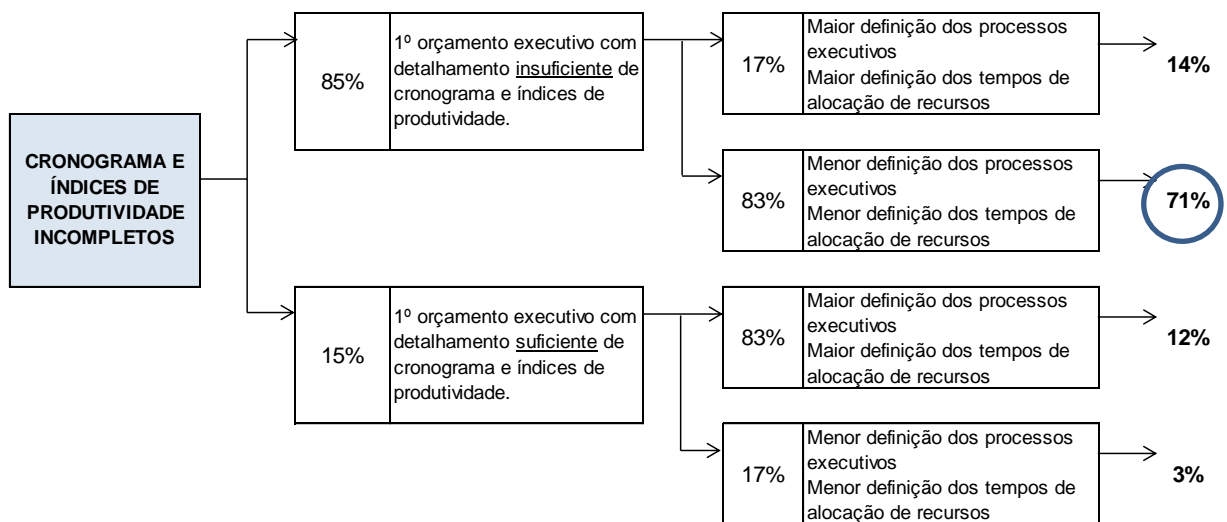 CRONOGRAMA E
ÍNDICES DE
PRODUTIVIDADE
INCOMPLETOS
85%
1º orçamento executivo com
detalhamento insuficiente de
cronograma e índices de
produtividade.
17%
Maior definição dos processos
executivos
Maior definição dos tempos de
alocação de recursos
14%
83%
Menor definição dos processos
executivos
Menor definição dos tempos de
alocação de recursos
71%
15%
1º orçamento executivo com
detalhamento suficiente de
cronograma e índices de
produtividade.
83%
Maior definição dos processos
executivos
Maior definição dos tempos de
alocação de recursos
12%
17%
Menor definição dos processos
executivos
Menor definição dos tempos de
alocação de recursos
3%